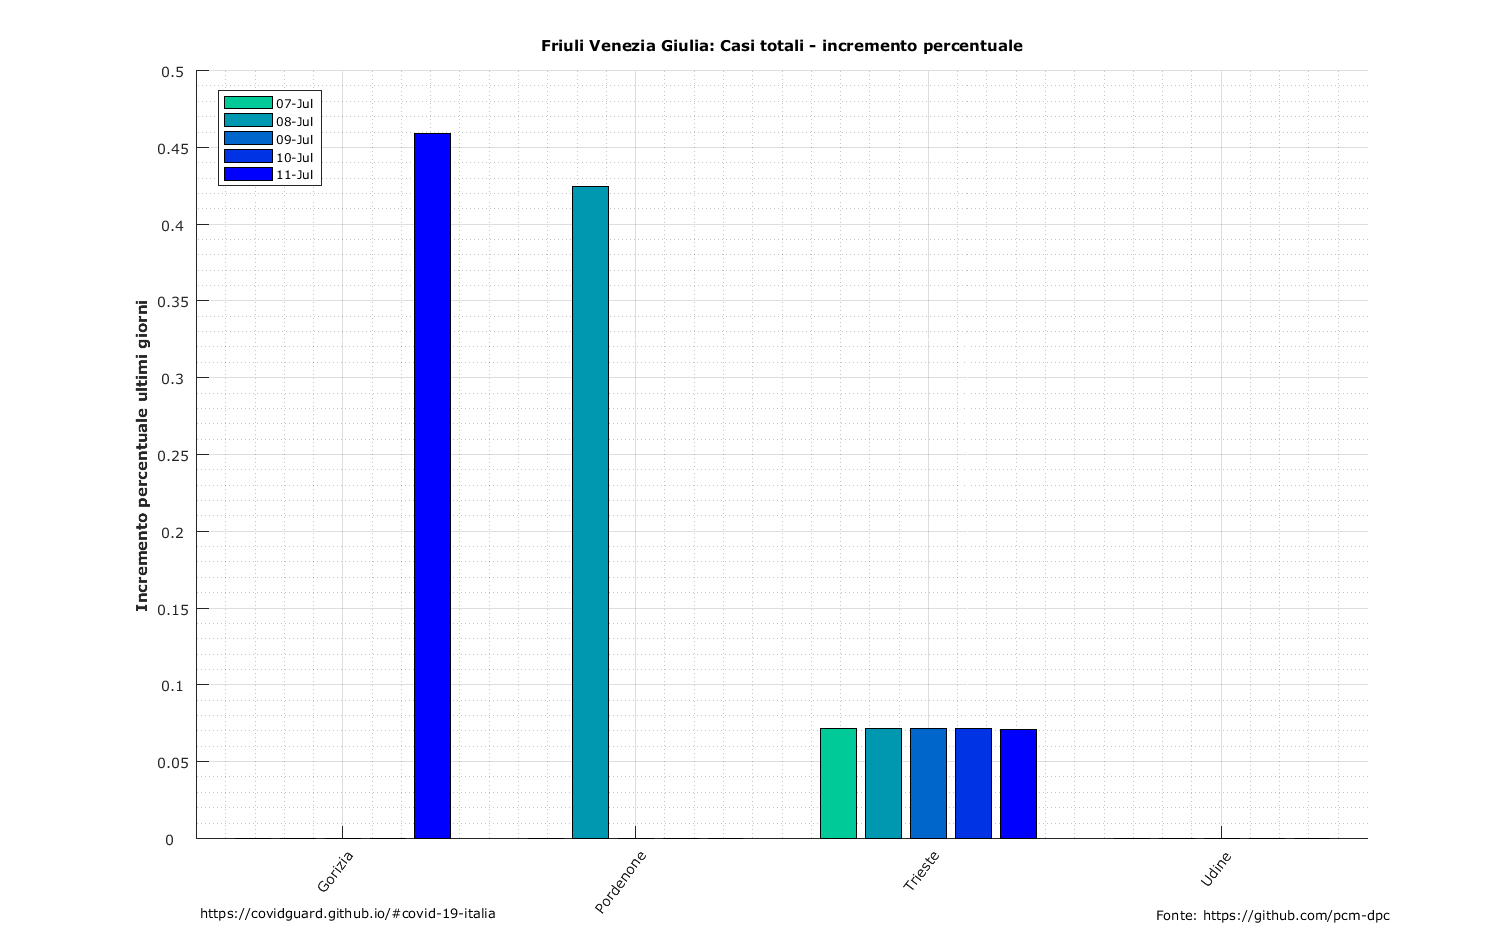 Friuli Venezia Giulia: Casi totali - incremento percentuale
0.5
0.45
0.4
0.35
0.3
0.25
0.2
0.15
0.1
0.05
0
Incremento percentuale ultimi giorni
07-Jul
08-Jul
09-Jul
10-Jul
11-Jul
Gorizia
Pordenone
Trieste
Udine
https://covidguard.github.io/#covid-19-italia
Fonte: https://github.com/pcm-dpc